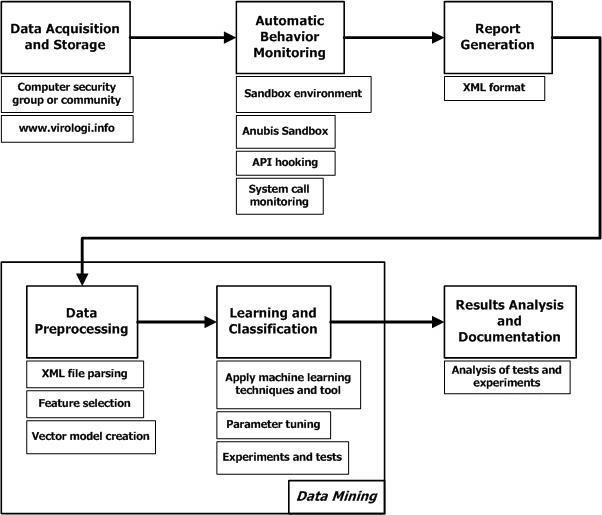 Data Acquisition
and Storage
Computer security
group or community
www.virologi.info
Automatic
Behavior
Monitoring
Sandbox environment
Anubis Sandbox
API hooking
System call
monitoring
Report
Generation
XML format
Data
Preprocessing
XML file parsing
Feature selection
Vector model creation
Learning and
Classification
Apply machine learning
techniques and tool
Parameter tuning
Experiments and tests
Data Mining
Results Analysis
and
Documentation
Analysis of tests and
experiments